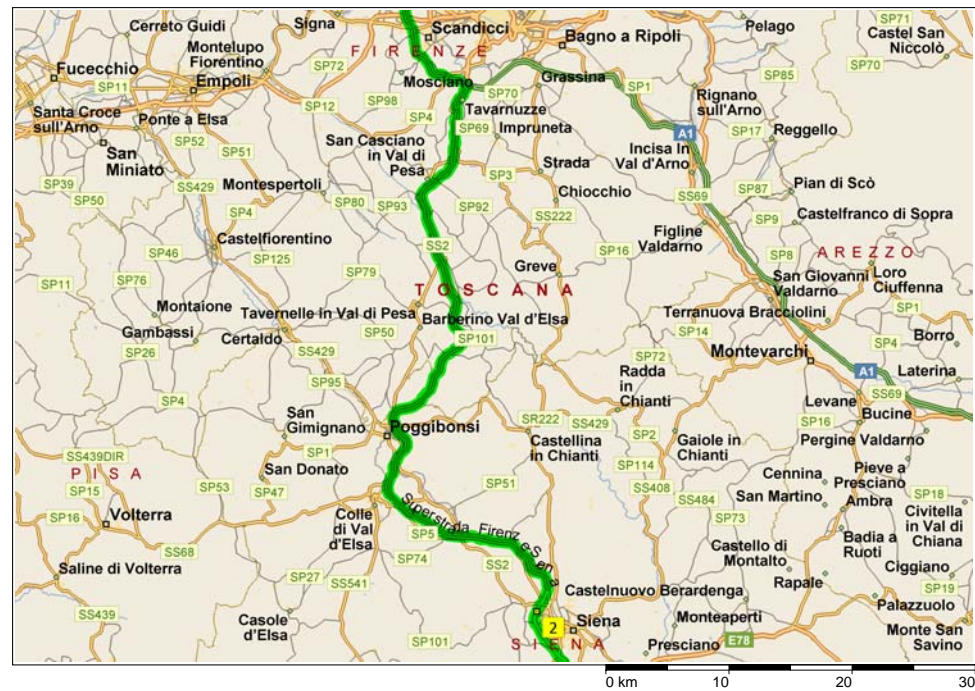 Cerreto Guidi
Signa
Scandicci
Pelago
SP71
Castel San
Niccolò
Montelupo
Fiorentino
FIRENZE
Bagno a Ripoli
SP70
Fucecchio
SP11
Empoli
SP72
Mosciano
Grassina
SP85
SP70
SP1
Rignano
sull'Arno
Santa Croce
sull'Arno
SP12
SP98
Tavarnuzze
Ponte a Elsa
SP4
SP69
Impruneta
A1
SP17
Reggello
SP52
San Casciano
in Val di
Pesa
Incisa In
Val d'Arno
San
Miniato
SP51
Strada
SP39
SS429
Montespertoli
SP3
Chiocchio
SS69
SP87
Pian di Scò
SP50
SP80
SP93
SP92
SP4
SS222
SP9
Castelfranco di Sopra
Castelfiorentino
SS2
Figline
Valdarno
SP46
SP125
SP16
SP8
AREZZO
SP11
SP76
SP79
Greve
San Giovanni
Valdarno
Loro
Ciuffenna
TOSCANA
Montaione
Tavernelle in Val di Pesa
Barberino Val d'Elsa
Terranuova Bracciolini
SP1
Gambassi
Certaldo
SP50
SP14
SP26
SS429
SP101
SP72
Montevarchi
SP4
Borro
Radda
in
Chianti
A1
Laterina
SP95
SP4
Levane
SS69
San
Gimignano
Poggibonsi
SR222
SS429
SP16
Bucine
SP1
Castellina
in Chianti
SP2
Gaiole in
Chianti
Pergine Valdarno
SS439DIR
PISA
San Donato
SP114
Cennina
Pieve a
Presciano
SP15
SP53
SP47
SP51
SS408
SS484
San Martino
Ambra
SP18
SP16
Volterra
Colle
di Val
d'Elsa
Superstrada Firenze Siena
SP5
SP73
Civitella
in Val di
Chiana
Badia a
Ruoti
SS68
SP74
SS2
Castello di
Montalto
Saline di Volterra
SP27
SS541
Castelnuovo Berardenga
Rapale
Ciggiano
SP19
SS439
Casole
d'Elsa
Monteaperti
Palazzuolo
SP101
2
Siena
SIENA
Presciano
E78
Monte San
Savino
0 km
10
20
30